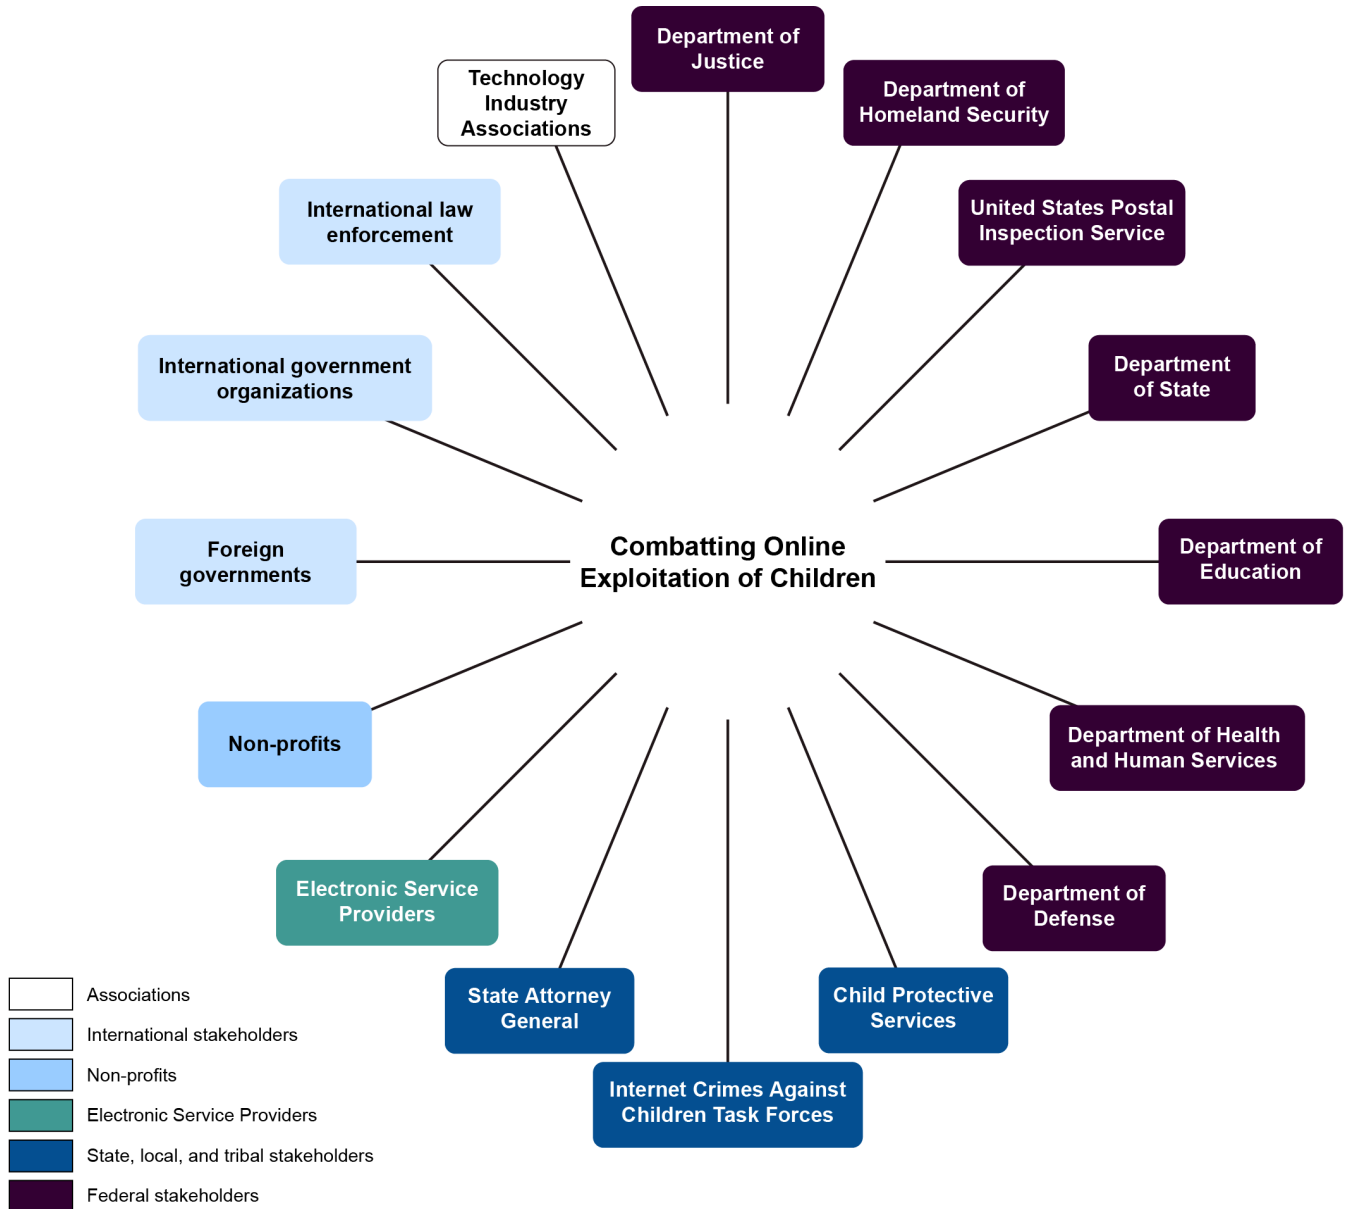 Department of
Justice
Technology
Industry
Associations
Department of
Homeland Security
International law
enforcement
United States Postal
Inspection Service
International government
organizations
Department
of State
Foreign
governments
Combatting Online
Exploitation of Children
Department of
Education
Non-profits
Department of Health
and Human Services
Electronic Service
Providers
Department of
Defense
State Attorney
General
Child Protective
Services
Internet Crimes Against
Children Task Forces
Associations
International stakeholders
Non-profits
Electronic Service Providers
State, local, and tribal stakeholders
Federal stakeholders